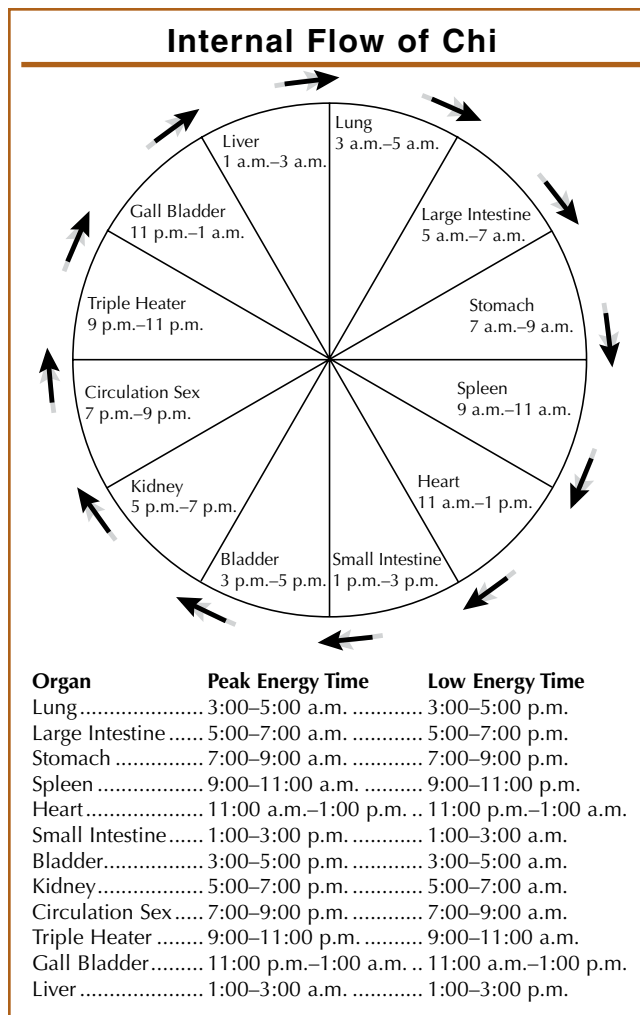 Internal Flow of Chi
Lung
3 a.m.–5 a.m.
Large Intestine
5 a.m.–7 a.m.
Stomach
7 a.m.–9 a.m.
Spleen
9 a.m.–11 a.m.
Heart
11 a.m.–1 p.m.
Small Intestine
1 p.m.–3 p.m.
Bladder
3 p.m.–5 p.m.
Kidney
5 p.m.–7 p.m.
Circulation Sex
7 p.m.–9 p.m.
Triple Heater
9 p.m.–11 p.m.
Gall Bladder
11 p.m.–1 a.m.
Liver
1 a.m.–3 a.m.
Organ Peak Energy Time Low Energy Time
Lung ...................... 3:00–5:00 a.m. ............ 3:00–5:00 p.m.
Large Intestine ...... 5:00–7:00 a.m. ............ 5:00–7:00 p.m.
Stomach ............... 7:00–9:00 a.m. ............ 7:00–9:00 p.m.
Spleen ................... 9:00–11:00 a.m. .......... 9:00–11:00 p.m.
Heart..................... 11:00 a.m.–1:00 p.m. .. 11:00 p.m.–1:00 a.m.
Small Intestine...... 1:00–3:00 p.m. ............ 1:00–3:00 a.m.
Bladder.................. 3:00–5:00 p.m. ............ 3:00–5:00 a.m.
Kidney................... 5:00–7:00 p.m. ............ 5:00–7:00 a.m.
Circulation Sex..... 7:00–9:00 p.m. ............ 7:00–9:00 a.m.
Triple Heater ........ 9:00–11:00 p.m. .......... 9:00–11:00 a.m.
Gall Bladder......... 11:00 p.m.–1:00 a.m. .. 11:00 a.m.–1:00 p.m.
Liver ...................... 1:00–3:00 a.m. ............ 1:00–3:00 p.m.